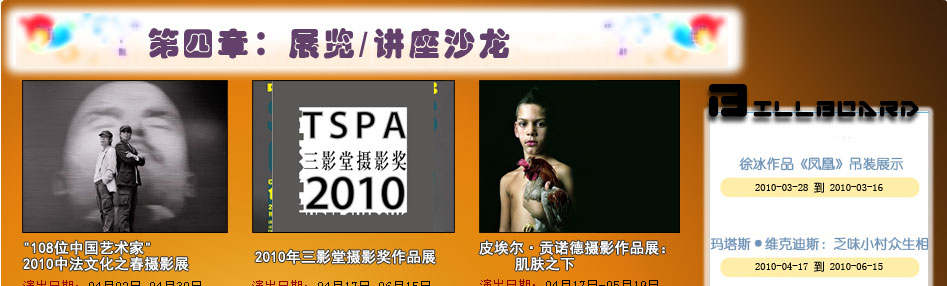 第四章：展览/讲座沙龙
TSPA
三影堂摄影奖
2010
"108位中国艺术家"
2010中法文化之春摄影展
2010年三影堂摄影奖作品展
皮埃尔·贡诺德摄影作品展：
肌肤之下
BILLBOARD
徐冰作品《凤凰》吊装展示
2010-03-28 到 2010-03-16
玛塔斯●维克迪斯：乏味小村众生相
2010-04-17 到 2010-06-15